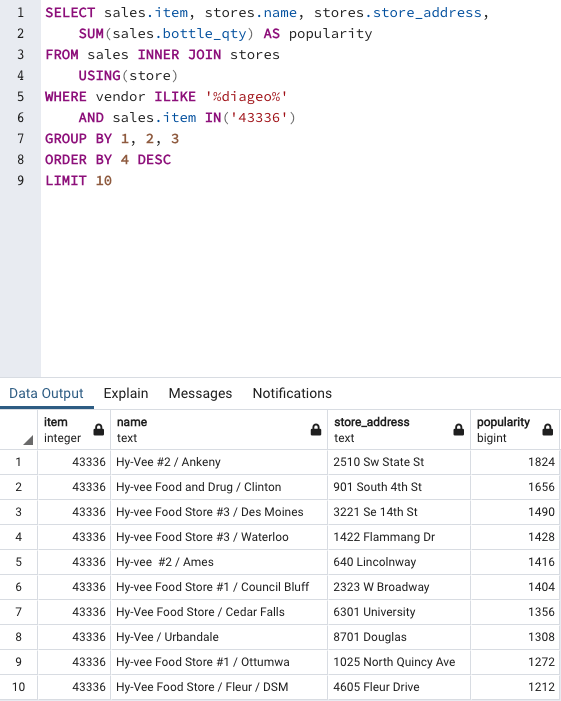 1 SELECT sales.item, stores.name, stores.store_address,
2 SUM(sales.bottle_qty) AS popularity
3 FROM sales INNER JOIN stores
4 USING(store)
5 WHERE vendor ILIKE '%diageo%'
6 AND sales.item IN('43336')
7 GROUP BY 1, 2, 3
8 ORDER BY 4 DESC
9 LIMIT 10
Data Output Explain Messages Notifications
item name store_address popularity
integer text text bigint
1 43336 Hy-Vee #2 / Ankeny 2510 Sw State St 1824
2 43336 Hy-vee Food and Drug / Clinton 901 South 4th St 1656
3 43336 Hy-vee Food Store #3 / Des Moines 3221 Se 14th St 1490
4 43336 Hy-vee Food Store #3 / Waterloo 1422 Flammang Dr 1428
5 43336 Hy-vee  #2 / Ames 640 Lincolnway 1416
6 43336 Hy-vee Food Store #1 / Council Bluff 2323 W Broadway 1404
7 43336 Hy-Vee Food Store / Cedar Falls 6301 University 1356
8 43336 Hy-Vee / Urbandale 8701 Douglas 1308
9 43336 Hy-vee Food Store #1 / Ottumwa 1025 North Quincy Ave 1272
10 43336 Hy-Vee Food Store / Fleur / DSM 4605 Fleur Drive 1212